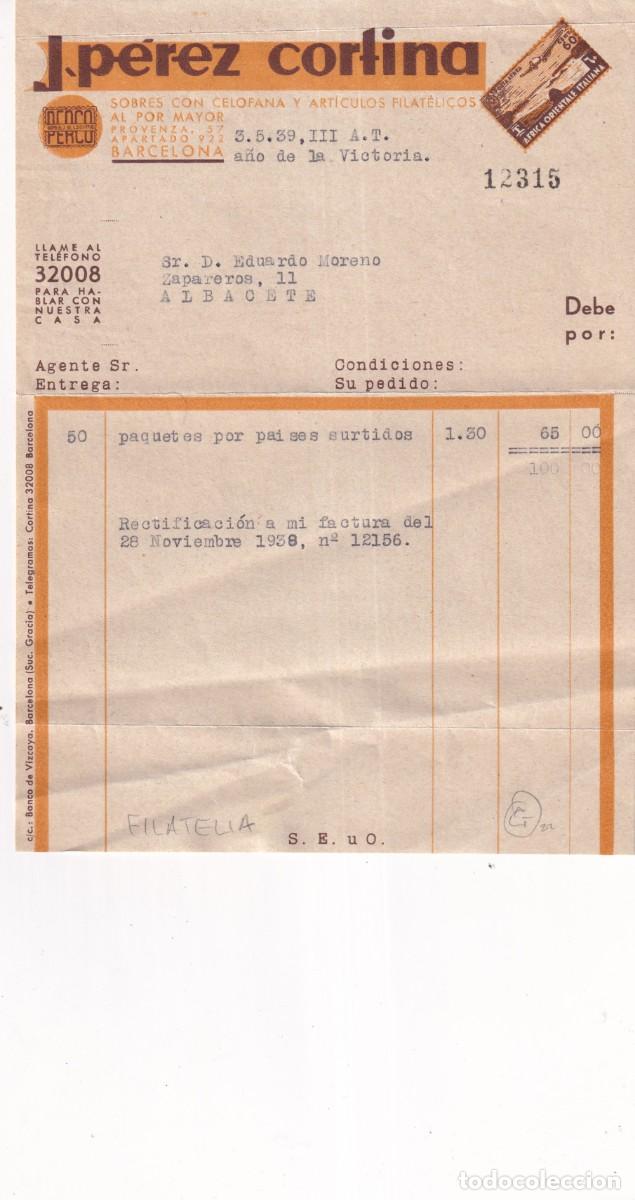 J. pérez cortina
SOBRES CON CELOFANA Y ARTÍCULOS FILATÉLICOS
AL POR MAYOR
PROVENZA, 57
APARTADO 922
BARCELONA
PERCO
AFRICA ORIENTALE ITALIANA
3.5.39,III A.T.
año de la Victoria.
12315
LLAME AL
TELÉFONO
32008
PARA HA-
BLAR CON
NUESTRA
CASA
Sr. D. Eduardo Moreno
Zapareros, 11
ALBACETE
Debe
por:
Agente Sr.
Condiciones:
Entrega:
Su pedido:
50 paquetes por paises surtidos 1.30 65 00
100 00
Rectificación a mi factura del
28 Noviembre 1938, nº 12156.
c/c.: Banco de Vizcaya. Barcelona (Suc. Gracia) • Telegramas: Cortina 32008 Barcelona
FILATELIA
S. E. u O.
todocoleccion